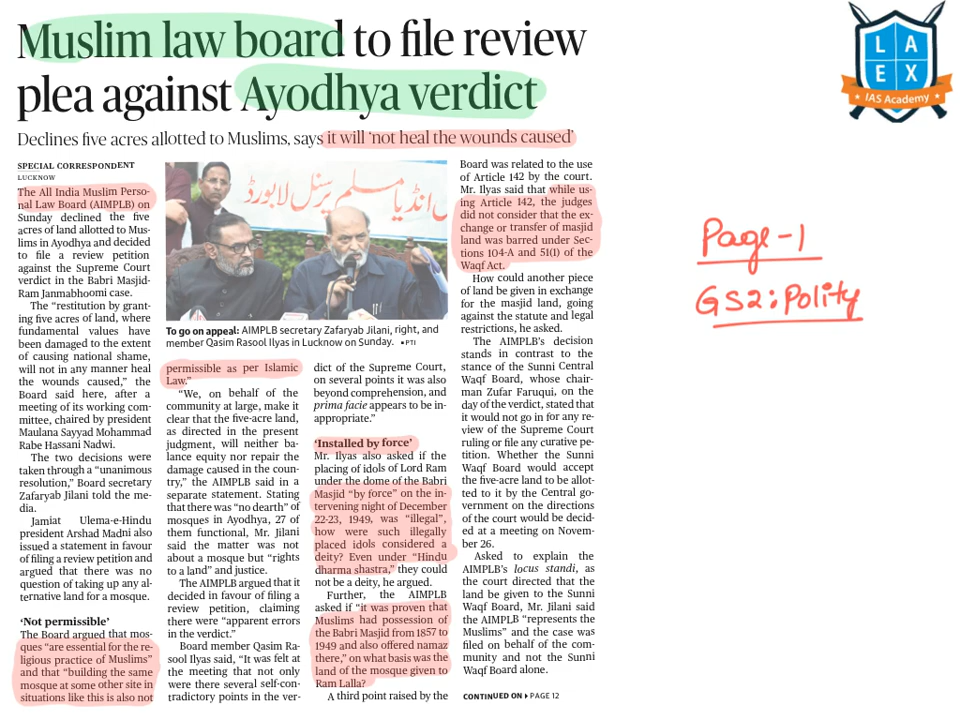 Muslim law board to file review
plea against Ayodhya verdict
Declines five acres allotted to Muslims, says it will ‘not heal the wounds caused’
SPECIAL CORRESPONDENT
LUCKNOW
The All India Muslim Perso-
nal Law Board (AIMPLB) on
Sunday declined the five
acres of land allotted to Mus-
lims in Ayodhya and decided
to file a review petition
against the Supreme Court
verdict in the Babri Masjid-
Ram Janmabhoomi case.
The “restitution by grant-
ing five acres of land, where
fundamental values have
been damaged to the extent
of causing national shame,
will not in any manner heal
the wounds caused,” the
Board said here, after a
meeting of its working com-
mittee, chaired by president
Maulana Sayyad Mohammad
Rabe Hassani Nadwi.
The two decisions were
taken through a “unanimous
resolution,” Board secretary
Zafaryab Jilani told the me-
dia.
Jamiat Ulema-e-Hindu
president Arshad Madni also
issued a statement in favour
of filing a review petition and
argued that there was no
question of taking up any al-
ternative land for a mosque.
‘Not permissible’
The Board argued that mos-
ques “are essential for the re-
ligious practice of Muslims”
and that “building the same
mosque at some other site in
situations like this is also not
انڈیا مسلم پرسنل لا بورڈ
To go on appeal: AIMPLB secretary Zafaryab Jilani, right, and
member Qasim Rasool Ilyas in Lucknow on Sunday. ▪PTI
permissible as per Islamic
Law.”
“We, on behalf of the
community at large, make it
clear that the five-acre land,
as directed in the present
judgment, will neither ba-
lance equity nor repair the
damage caused in the coun-
try,” the AIMPLB said in a
separate statement. Stating
that there was “no dearth” of
mosques in Ayodhya, 27 of
them functional, Mr. Jilani
said the matter was not
about a mosque but “rights
to a land” and justice.
The AIMPLB argued that it
decided in favour of filing a
review petition, claiming
there were “apparent errors
in the verdict.”
Board member Qasim Ra-
sool Ilyas said, “It was felt at
the meeting that not only
were there several self-con-
tradictory points in the ver-
dict of the Supreme Court,
on several points it was also
beyond comprehension, and
prima facie appears to be in-
appropriate.”
‘Installed by force’
Mr. Ilyas also asked if the
placing of idols of Lord Ram
under the dome of the Babri
Masjid “by force” on the in-
tervening night of December
22-23, 1949, was “illegal”,
how were such illegally
placed idols considered a
deity? Even under “Hindu
dharma shastra,” they could
not be a deity, he argued.
Further, the AIMPLB
asked if “it was proven that
Muslims had possession of
the Babri Masjid from 1857 to
1949 and also offered namaz
there,” on what basis was the
land of the mosque given to
Ram Lalla?
A third point raised by the
Board was related to the use
of Article 142 by the court.
Mr. Ilyas said that while us-
ing Article 142, the judges
did not consider that the ex-
change or transfer of masjid
land was barred under Sec-
tions 104-A and 51(1) of the
Waqf Act.
How could another piece
of land be given in exchange
for the masjid land, going
against the statute and legal
restrictions, he asked.
The AIMPLB’s decision
stands in contrast to the
stance of the Sunni Central
Waqf Board, whose chair-
man Zufar Faruqui, on the
day of the verdict, stated that
it would not go in for any re-
view of the Supreme Court
ruling or file any curative pe-
tition. Whether the Sunni
Waqf Board would accept
the five-acre land to be allot-
ted to it by the Central go-
vernment on the directions
of the court would be decid-
ed at a meeting on Novem-
ber 26.
Asked to explain the
AIMPLB’s locus standi, as
the court directed that the
land be given to the Sunni
Waqf Board, Mr. Jilani said
the AIMPLB “represents the
Muslims” and the case was
filed on behalf of the com-
munity and not the Sunni
Waqf Board alone.
CONTINUED ON ▸ PAGE 12
L A
E X
IAS Academy
Page-1
GS2: Polity